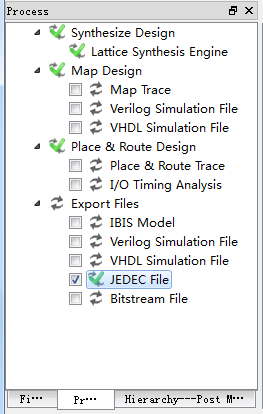 Process
Synthesize Design
Lattice Synthesis Engine
Map Design
Map Trace
Verilog Simulation File
VHDL Simulation File
Place & Route Design
Place & Route Trace
I/O Timing Analysis
Export Files
IBIS Model
Verilog Simulation File
VHDL Simulation File
JEDEC File
Bitstream File
Fi… Pr… Hierarchy---Post M…